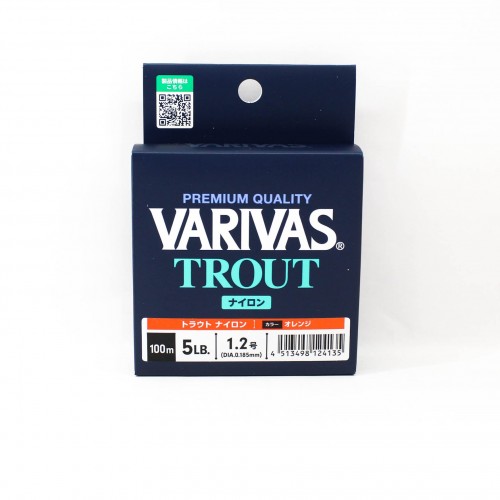 製品情報は
こちら
PREMIUM QUALITY
VARIVAS®
TROUT
ナイロン
トラウト ナイロン カラー オレンジ
100m 5LB. 1.2号 (DIA.0.185mm)
4 513498 124135